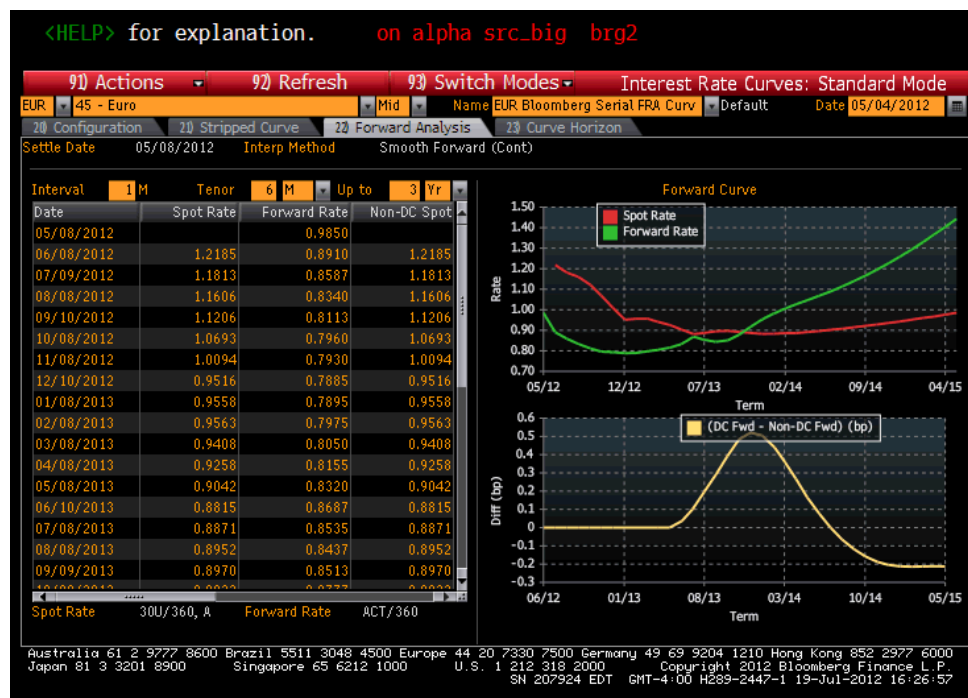 <HELP> for explanation. on alpha src_big brg2
91) Actions 92) Refresh 93) Switch Modes Interest Rate Curves: Standard Mode
EUR 45 - Euro Mid Name EUR Bloomberg Serial FRA Curv Default Date 05/04/2012
20) Configuration 21) Stripped Curve 22) Forward Analysis 23) Curve Horizon
Settle Date 05/08/2012 Interp Method Smooth Forward (Cont)
Interval 1 M Tenor 6 M Up to 3 Yr
Date Spot Rate Forward Rate Non-DC Spot
05/08/2012 0.9850
06/08/2012 1.2185 0.8910 1.2185
07/09/2012 1.1813 0.8587 1.1813
08/08/2012 1.1606 0.8340 1.1606
09/10/2012 1.1206 0.8113 1.1206
10/08/2012 1.0693 0.7960 1.0693
11/08/2012 1.0094 0.7930 1.0094
12/10/2012 0.9516 0.7885 0.9516
01/08/2013 0.9558 0.7895 0.9558
02/08/2013 0.9563 0.7975 0.9563
03/08/2013 0.9408 0.8050 0.9408
04/08/2013 0.9258 0.8155 0.9258
05/08/2013 0.9042 0.8320 0.9042
06/10/2013 0.8815 0.8687 0.8815
07/08/2013 0.8871 0.8535 0.8871
08/08/2013 0.8952 0.8437 0.8952
09/09/2013 0.8970 0.8513 0.8970
Spot Rate 30U/360, A Forward Rate ACT/360
Forward Curve
Spot Rate
Forward Rate
Rate
1.50
1.40
1.30
1.20
1.10
1.00
0.90
0.80
0.70
05/12 12/12 07/13 02/14 09/14 04/15
Term
(DC Fwd - Non-DC Fwd) (bp)
Diff (bp)
0.6
0.5
0.4
0.3
0.2
0.1
0
-0.1
-0.2
-0.3
06/12 01/13 08/13 03/14 10/14 05/15
Term
Australia 61 2 9777 8600 Brazil 5511 3048 4500 Europe 44 20 7330 7500 Germany 49 69 9204 1210 Hong Kong 852 2977 6000
Japan 81 3 3201 8900 Singapore 65 6212 1000 U.S. 1 212 318 2000 Copyright 2012 Bloomberg Finance L.P.
SN 207924 EDT GMT-4:00 H289-2447-1 19-Jul-2012 16:26:57